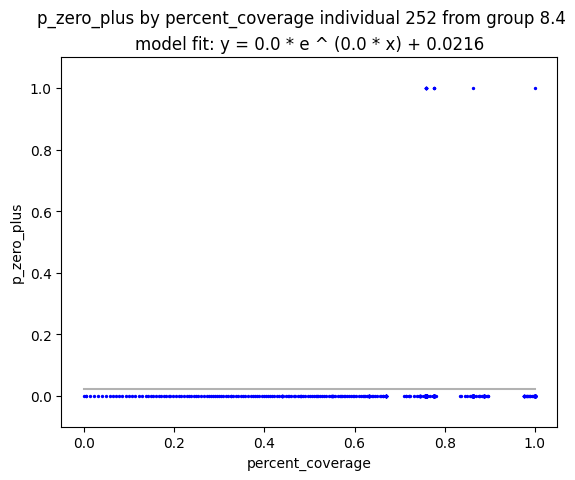 p_zero_plus by percent_coverage individual 252 from group 8.4
model fit: y = 0.0 * e ^ (0.0 * x) + 0.0216
1.0
0.8
0.6
0.4
0.2
0.0
p_zero_plus
0.0 0.2 0.4 0.6 0.8 1.0
percent_coverage